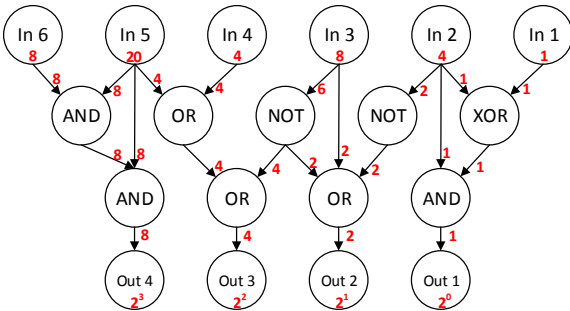 In 6 In 5 In 4 In 3 In 2 In 1
8 20 4 8 4 1
8 8 4 4 6 2 1 1
AND OR NOT NOT XOR
8 8 4 4 2 2 2 1 1
AND OR OR AND
8 4 2 1
Out 4 Out 3 Out 2 Out 1
2³ 2² 2¹ 2⁰